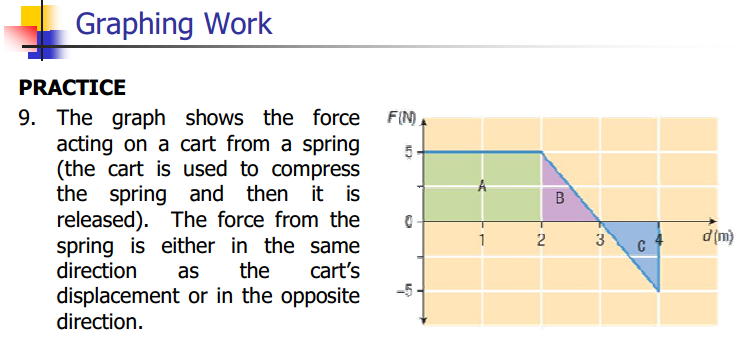 Graphing Work
PRACTICE
9. The graph shows the force
acting on a cart from a spring
(the cart is used to compress
the spring and then it is
released). The force from the
spring is either in the same
direction as the cart's
displacement or in the opposite
direction.
F(N)
5
A
B
0
1 2 3 4
d(m)
C
-5